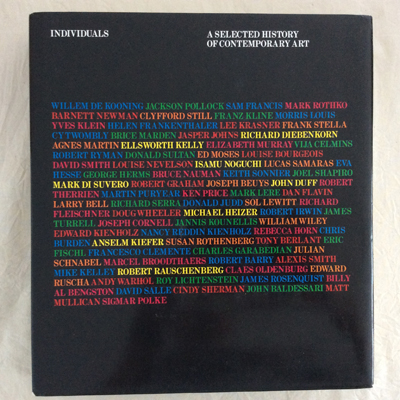 INDIVIDUALS
A SELECTED HISTORY
OF CONTEMPORARY ART
WILLEM DE KOONING JACKSON POLLOCK SAM FRANCIS MARK ROTHKO
BARNETT NEWMAN CLYFFORD STILL FRANZ KLINE MORRIS LOUIS
YVES KLEIN HELEN FRANKENTHALER LEE KRASNER FRANK STELLA
CY TWOMBLY BRICE MARDEN JASPER JOHNS RICHARD DIEBENKORN
AGNES MARTIN ELLSWORTH KELLY ELIZABETH MURRAY VIJA CELMINS
ROBERT RYMAN DONALD SULTAN ED MOSES LOUISE BOURGEOIS
DAVID SMITH LOUISE NEVELSON ISAMU NOGUCHI LUCAS SAMARAS EVA
HESSE GEORGE HERMS BRUCE NAUMAN KEITH SONNIER JOEL SHAPIRO
MARK DI SUVERO ROBERT GRAHAM JOSEPH BEUYS JOHN DUFF ROBERT
THERRIEN MARTIN PURYEAR KEN PRICE MARK LERE DAN FLAVIN
LARRY BELL RICHARD SERRA DONALD JUDD SOL LEWITT RICHARD
FLEISCHNER DOUG WHEELER MICHAEL HEIZER ROBERT IRWIN JAMES
TURRELL JOSEPH CORNELL JANNIS KOUNELLIS WILLIAM WILEY
EDWARD KIENHOLZ NANCY REDDIN KIENHOLZ REBECCA HORN CHRIS
BURDEN ANSELM KIEFER SUSAN ROTHENBERG TONY BERLANT ERIC
FISCHL FRANCESCO CLEMENTE CHARLES GARABEDIAN JULIAN
SCHNABEL MARCEL BROODTHAERS ROBERT BARRY ALEXIS SMITH
MIKE KELLEY ROBERT RAUSCHENBERG CLAES OLDENBURG EDWARD
RUSCHA ANDY WARHOL ROY LICHTENSTEIN JAMES ROSENQUIST BILLY
AL BENGSTON DAVID SALLE CINDY SHERMAN JOHN BALDESSARI MATT
MULLICAN SIGMAR POLKE